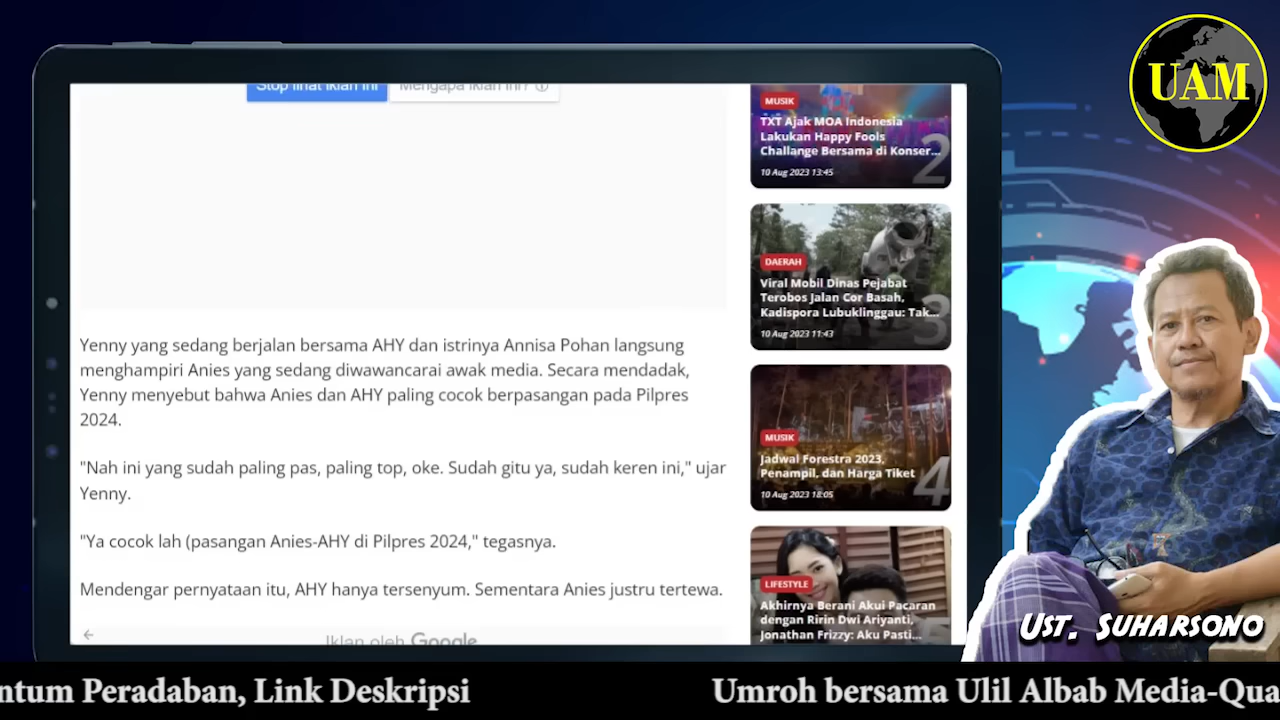 Stop lihat iklan ini
Mengapa iklan ini?
MUSIK
TXT Ajak MOA Indonesia
Lakukan Happy Fools
Challange Bersama di Konser...
10 Aug 2023 13:45
2
DAERAH
Viral Mobil Dinas Pejabat
Terobos Jalan Cor Basah,
Kadispora Lubuklinggau: Tak...
10 Aug 2023 11:43
3
MUSIK
Jadwal Forestra 2023,
Penampil, dan Harga Tiket
10 Aug 2023 18:05
4
LIFESTYLE
Akhirnya Berani Akui Pacaran
dengan Ririn Dwi Ariyanti,
Jonathan Frizzy: Aku Pasti...
Yenny yang sedang berjalan bersama AHY dan istrinya Annisa Pohan langsung
menghampiri Anies yang sedang diwawancarai awak media. Secara mendadak,
Yenny menyebut bahwa Anies dan AHY paling cocok berpasangan pada Pilpres
2024.
"Nah ini yang sudah paling pas, paling top, oke. Sudah gitu ya, sudah keren ini," ujar
Yenny.
"Ya cocok lah (pasangan Anies-AHY di Pilpres 2024," tegasnya.
Mendengar pernyataan itu, AHY hanya tersenyum. Sementara Anies justru tertewa.
Iklan oleh Google
UAM
UST. SUHARSONO
ntum Peradaban, Link Deskripsi
Umroh bersama Ulil Albab Media-Qua